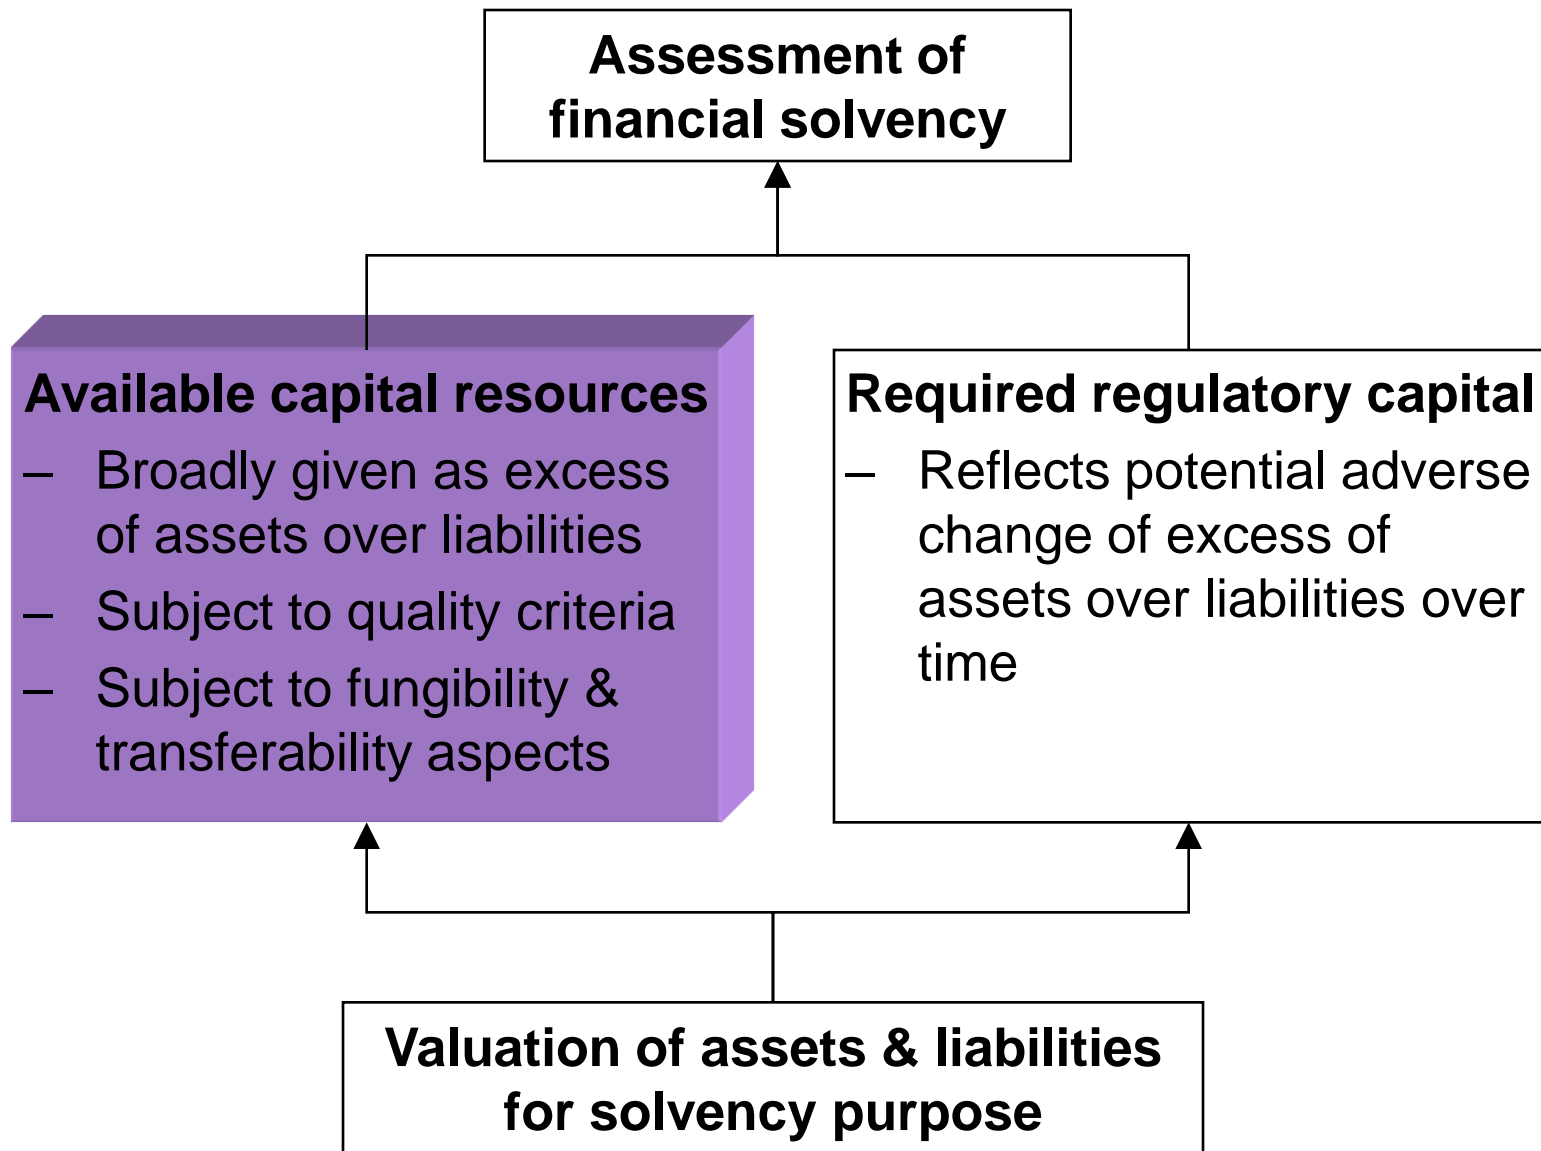 Assessment of
financial solvency
Available capital resources
– Broadly given as excess
of assets over liabilities
– Subject to quality criteria
– Subject to fungibility &
transferability aspects
Required regulatory capital
– Reflects potential adverse
change of excess of
assets over liabilities over
time
Valuation of assets & liabilities
for solvency purpose